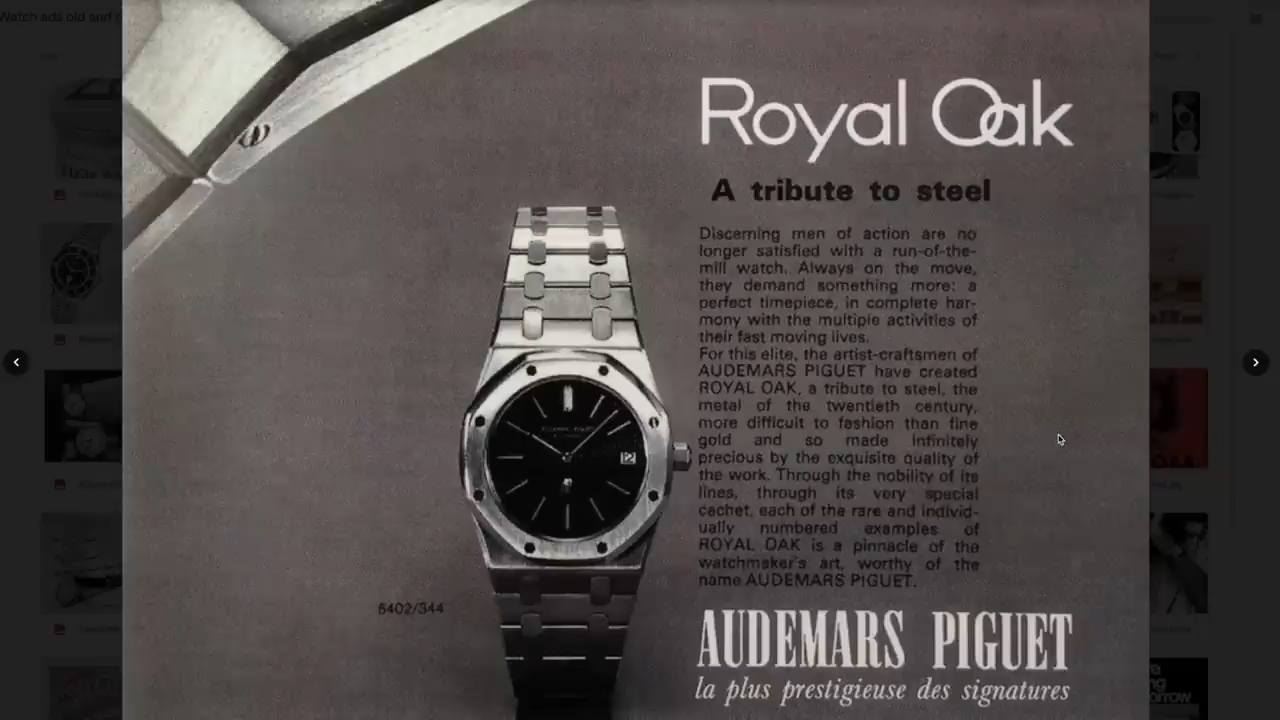 Watch ads old and
Royal Oak
A tribute to steel
Discerning men of action are no
longer satisfied with a run-of-the-
mill watch. Always on the move,
they demand something more: a
perfect timepiece, in complete har-
mony with the multiple activities of
their fast moving lives.
For this elite, the artist-craftsmen of
AUDEMARS PIGUET have created
ROYAL OAK, a tribute to steel, the
metal of the twentieth century,
more difficult to fashion than fine
gold and so made infinitely
precious by the exquisite quality of
the work. Through the nobility of its
lines, through its very special
cachet, each of the rare and individ-
ually numbered examples of
ROYAL OAK is a pinnacle of the
watchmaker's art, worthy of the
name AUDEMARS PIGUET.
12
5402/344
AUDEMARS PIGUET
la plus prestigieuse des signatures